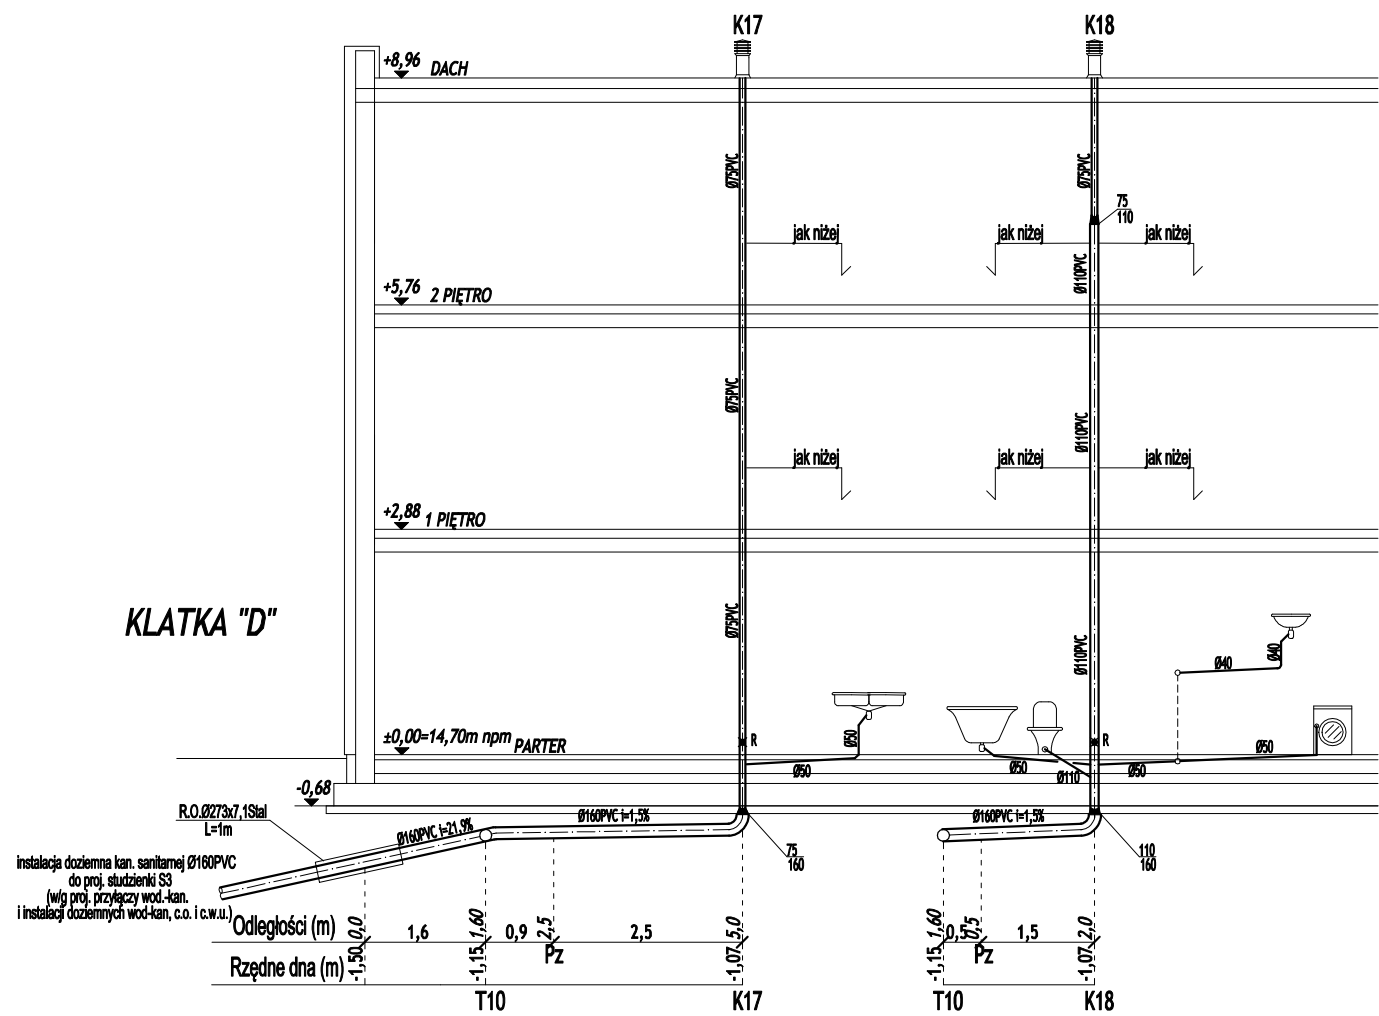 K17
K18
+8,96
DACH
Ø75PVC
Ø75PVC
75
110
jak niżej
jak niżej
jak niżej
Ø110PVC
+5,76
2 PIĘTRO
Ø75PVC
Ø110PVC
jak niżej
jak niżej
jak niżej
+2,88
1 PIĘTRO
KLATKA "D"
Ø75PVC
Ø110PVC
Ø40
Ø40
±0,00=14,70m npm
PARTER
R
Ø50
Ø50
R
Ø50
Ø110
Ø50
Ø50
-0,68
R.O.Ø273x7,1Stal
L=1m
Ø160PVC i=21,9%
Ø160PVC i=1,5%
Ø160PVC i=1,5%
75
160
110
160
instalacja doziemna kan. sanitarnej Ø160PVC
do proj. studzienki S3
(w/g proj. przyłączy wod.-kan.
i instalacji doziemnych wod-kan, c.o. i c.w.u.)
Odległości (m)
0,0
1,6
1,60
0,9
2,5
2,5
5,0
1,60
0,5
0,5
1,5
2,0
Rzędne dna (m)
-1,50
-1,15
Pz
-1,07
-1,15
Pz
-1,07
T10
K17
T10
K18